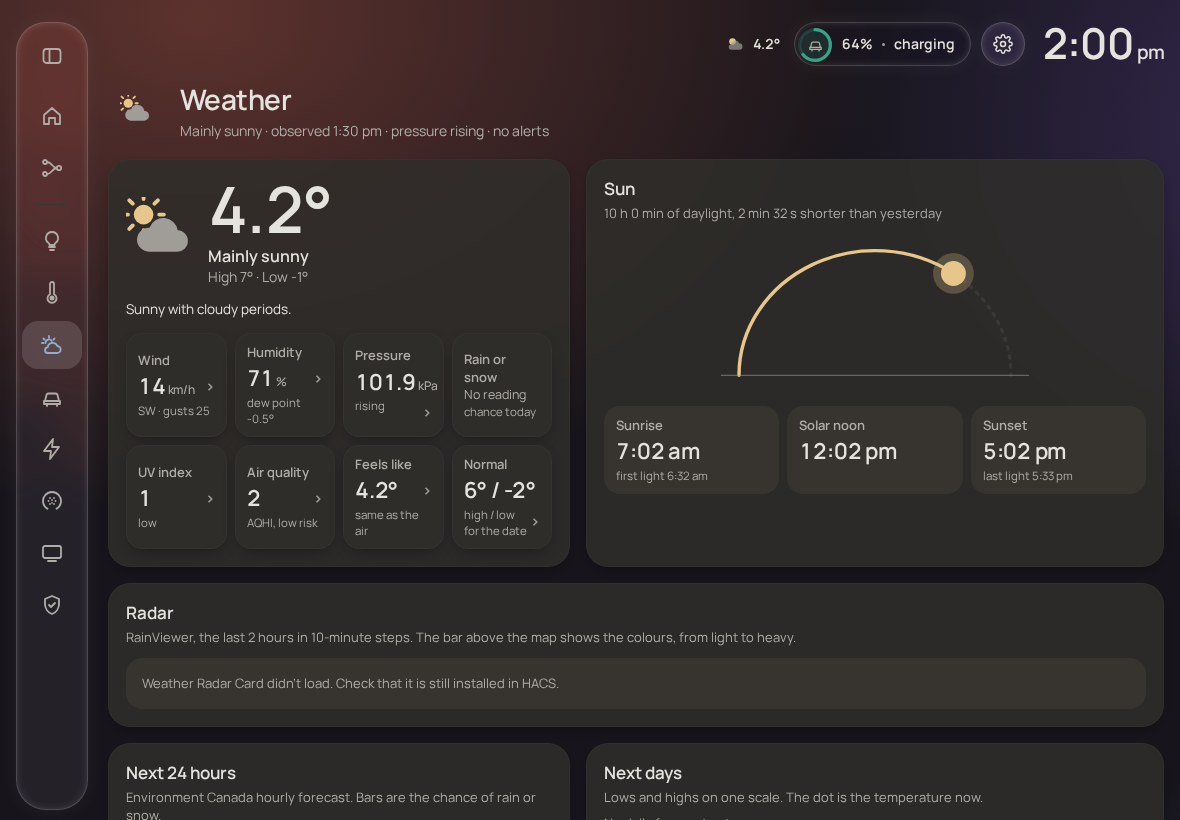 4.2°
64% • charging
2:00 pm
Weather
Mainly sunny · observed 1:30 pm · pressure rising · no alerts
4.2°
Mainly sunny
High 7° · Low -1°
Sunny with cloudy periods.
Wind
14 km/h
SW · gusts 25
Humidity
71 %
dew point
-0.5°
Pressure
101.9 kPa
rising
Rain or
snow
No reading
chance today
UV index
1
low
Air quality
2
AQHI, low risk
Feels like
4.2°
same as the
air
Normal
6° / -2°
high / low
for the date
Sun
10 h 0 min of daylight, 2 min 32 s shorter than yesterday
Sunrise
7:02 am
first light 6:32 am
Solar noon
12:02 pm
Sunset
5:02 pm
last light 5:33 pm
Radar
RainViewer, the last 2 hours in 10-minute steps. The bar above the map shows the colours, from light to heavy.
Weather Radar Card didn't load. Check that it is still installed in HACS.
Next 24 hours
Environment Canada hourly forecast. Bars are the chance of rain or
snow.
Next days
Lows and highs on one scale. The dot is the temperature now.